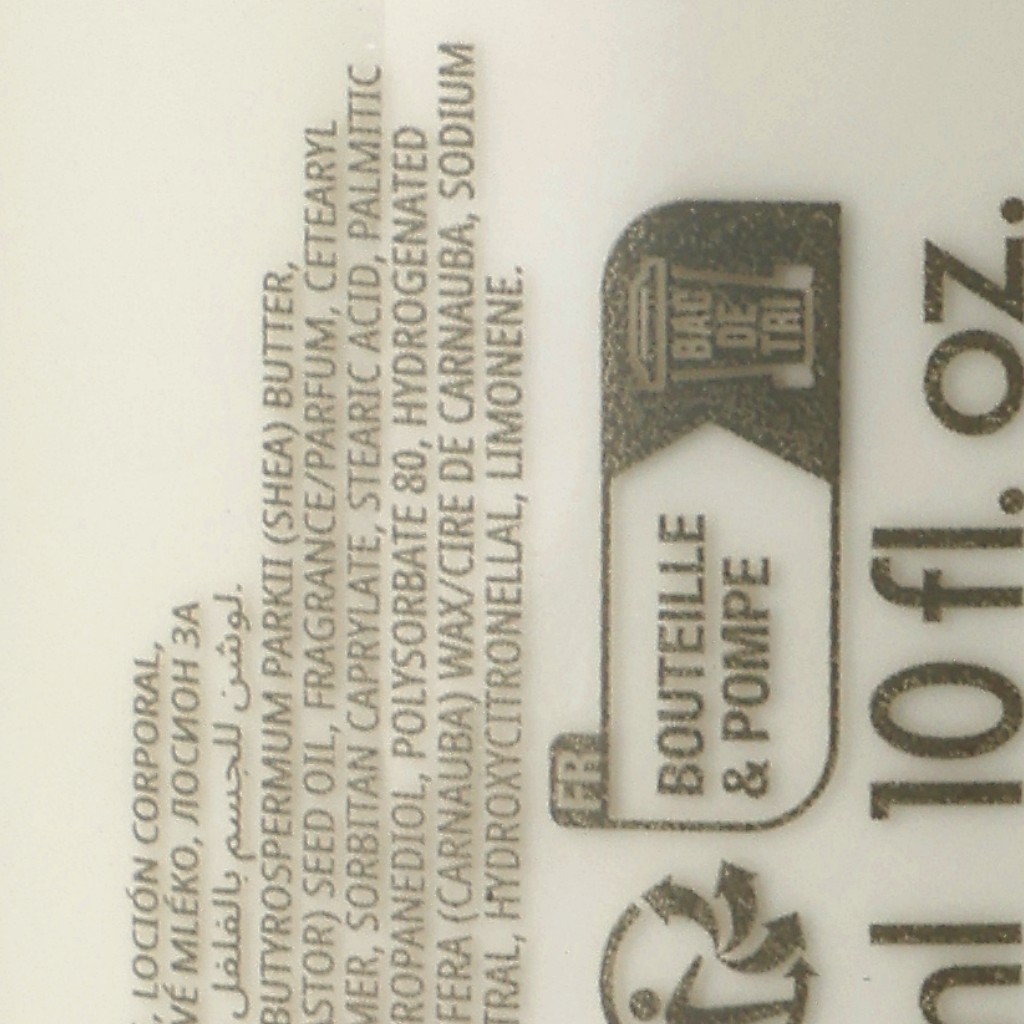 LOCIÓN CORPORAL,
VÉ MLÉKO, ЛОСИОН ЗА
لوشن للجسم بالفلفل.
BUTYROSPERMUM PARKII (SHEA) BUTTER,
ASTOR) SEED OIL, FRAGRANCE/PARFUM, CETEARYL
MER, SORBITAN CAPRYLATE, STEARIC ACID, PALMITIC
ROPANEDIOL, POLYSORBATE 80, HYDROGENATED
FERA (CARNAUBA) WAX/CIRE DE CARNAUBA, SODIUM
TRAL, HYDROXYCITRONELLAL, LIMONENE.
FR
BOUTEILLE
& POMPE
BAC
DE
TRI
ml 10 fl. oz.